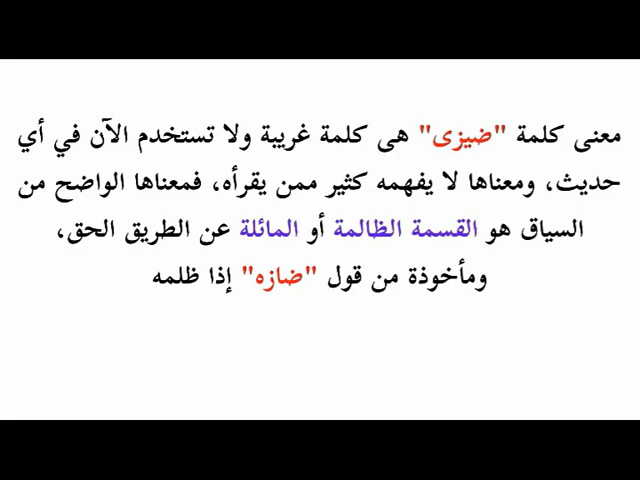 معنى كلمة "ضيزى" هى كلمة غريبة ولا تستخدم الآن في أي
حديث، ومعناها لا يفهمه كثير ممن يقرأه، فمعناها الواضح من
السياق هو القسمة الظالمة أو المائلة عن الطريق الحق،
ومأخوذة من قول "ضازه" إذا ظلمه